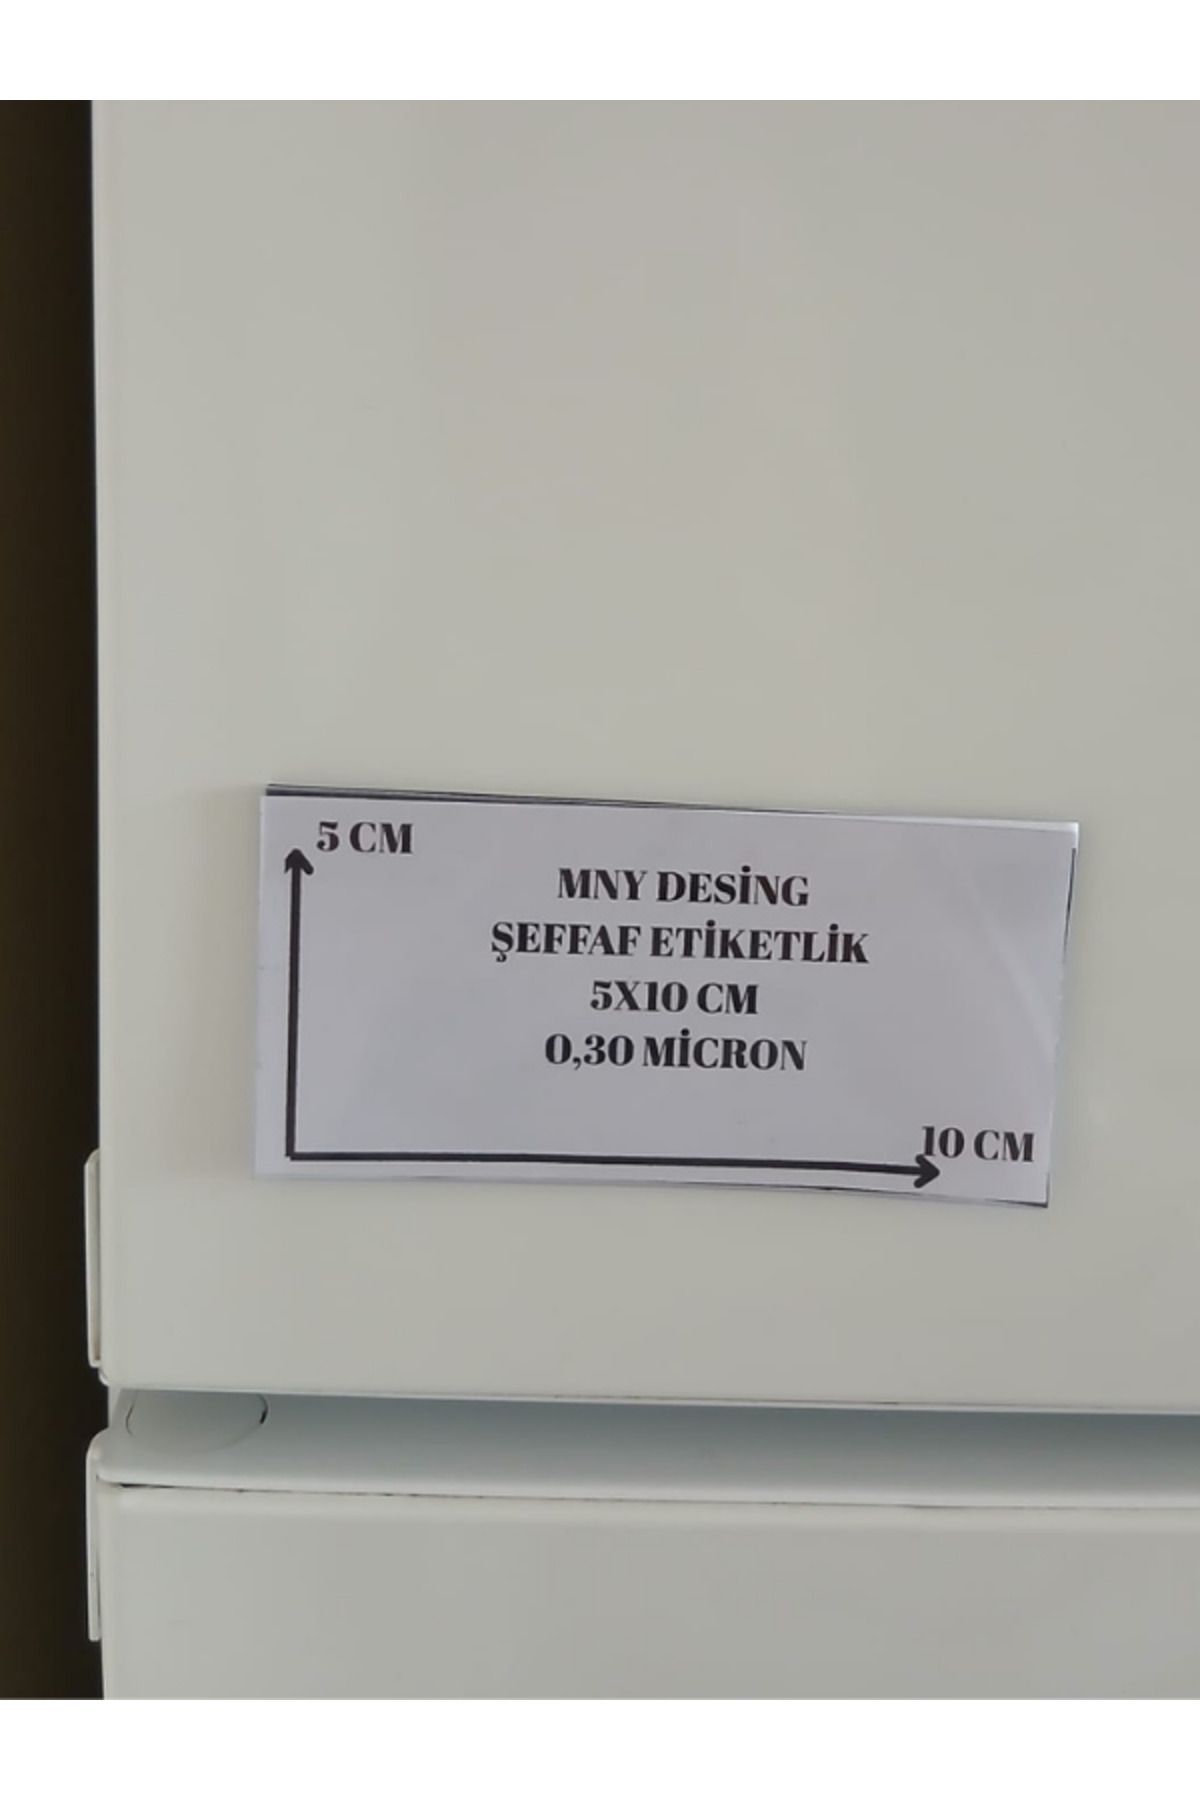 5 CM
MNY DESİNG
ŞEFFAF ETİKETLİK
5X10 CM
0,30 MİCRON
10 CM